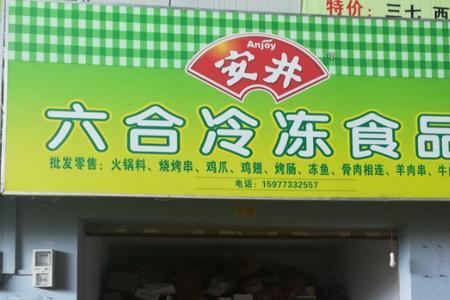 特价：三七 西
Anjoy
安井
®
六合冷冻食品
批发零售：火锅料、烧烤串、鸡爪、鸡翅、烤肠、冻鱼、骨肉相连、羊肉串、牛
电话：15977332557